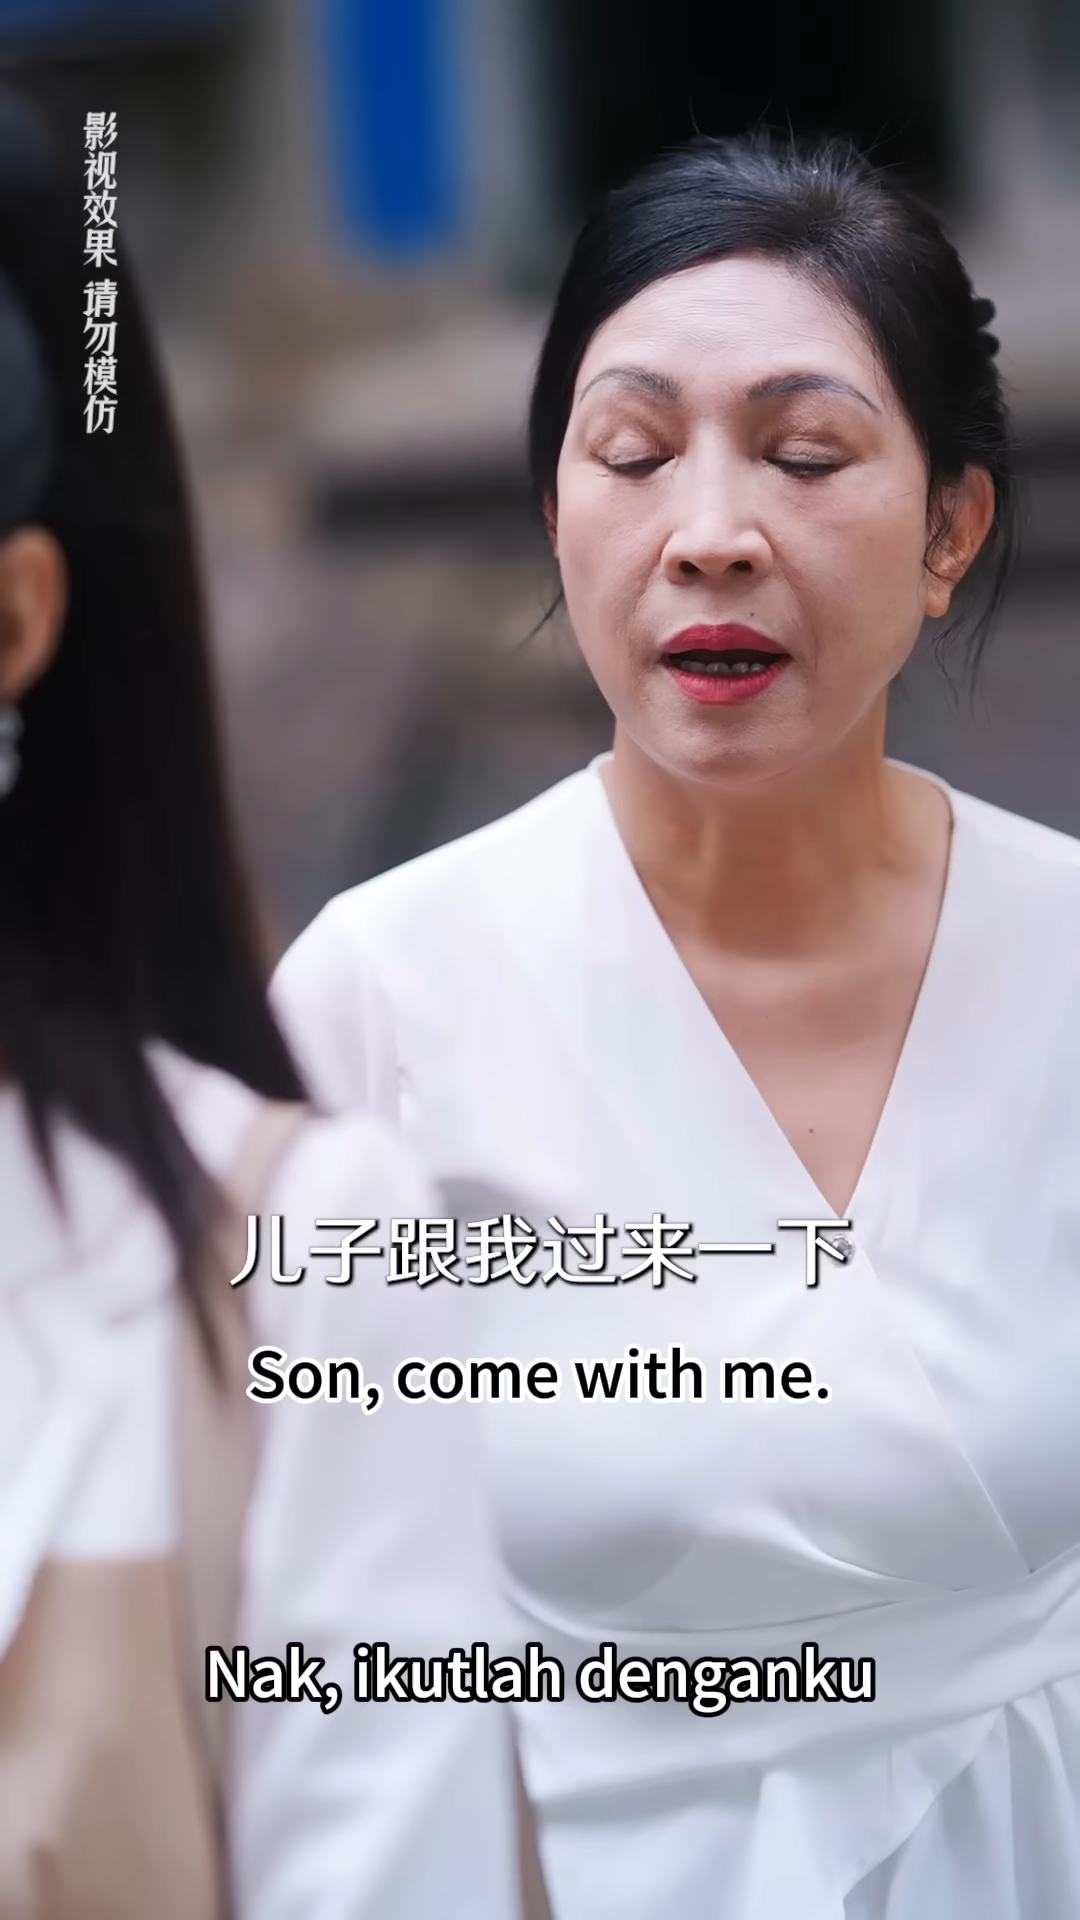 影视效果 请勿模仿
儿子跟我过来一下
Son, come with me.
Nak, ikutlah denganku